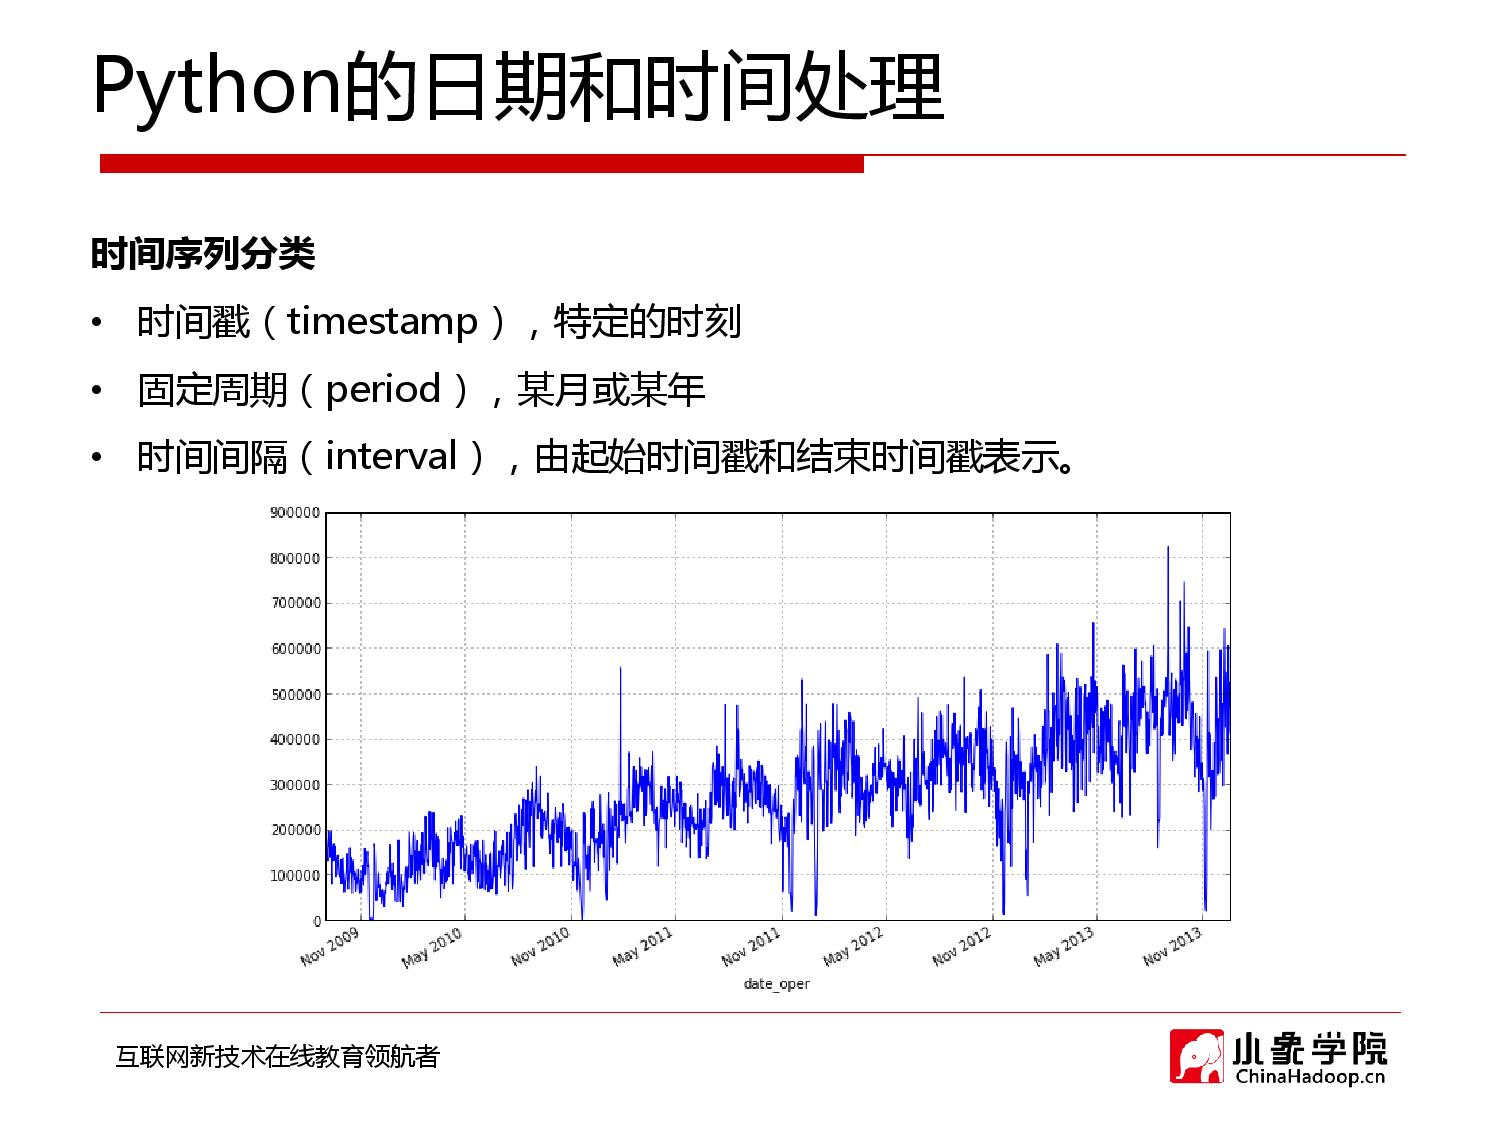 Python的日期和时间处理
时间序列分类
• 时间戳（timestamp），特定的时刻
• 固定周期（period），某月或某年
• 时间间隔（interval），由起始时间戳和结束时间戳表示。
900000
800000
700000
600000
500000
400000
300000
200000
100000
0
Nov 2009 May 2010 Nov 2010 May 2011 Nov 2011 May 2012 Nov 2012 May 2013 Nov 2013
date_oper
互联网新技术在线教育领航者
小象学院
ChinaHadoop.cn